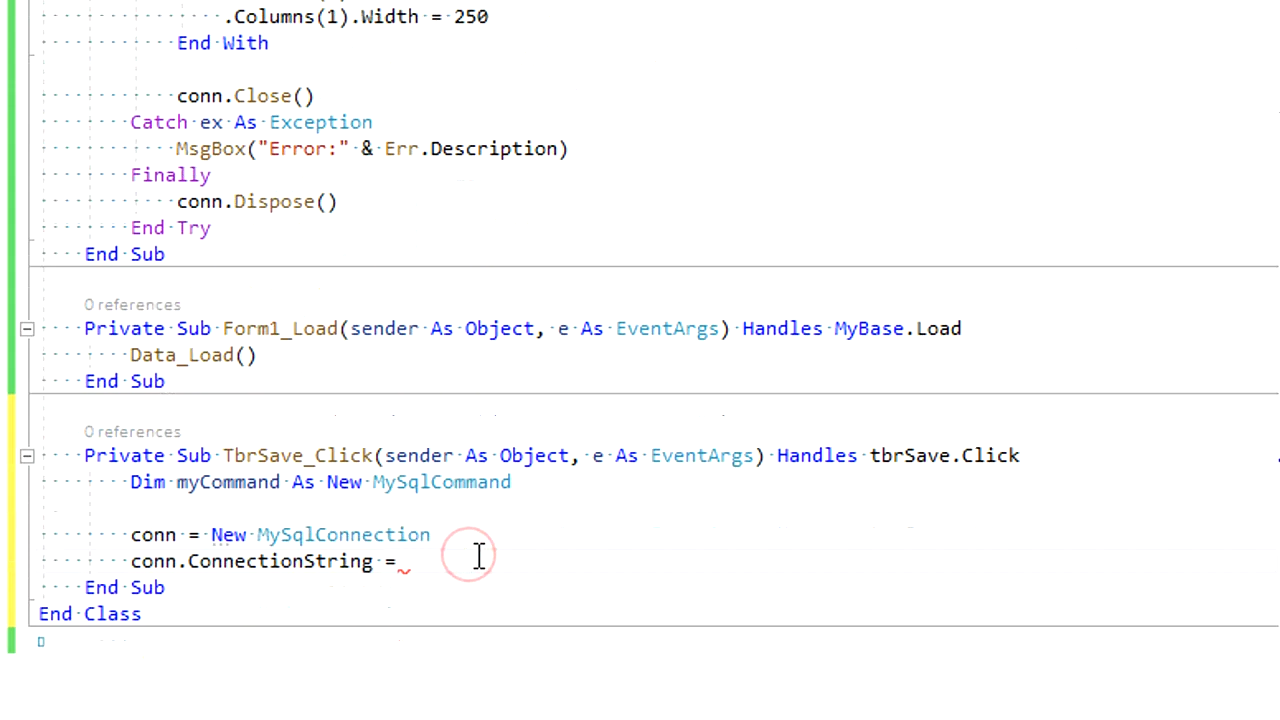 .Columns(1).Width = 250
End With
conn.Close()
Catch ex As Exception
MsgBox("Error:" & Err.Description)
Finally
conn.Dispose()
End Try
End Sub
0 references
Private Sub Form1_Load(sender As Object, e As EventArgs) Handles MyBase.Load
Data_Load()
End Sub
0 references
Private Sub TbrSave_Click(sender As Object, e As EventArgs) Handles tbrSave.Click
Dim myCommand As New MySqlCommand
conn = New MySqlConnection
conn.ConnectionString =
End Sub
End Class